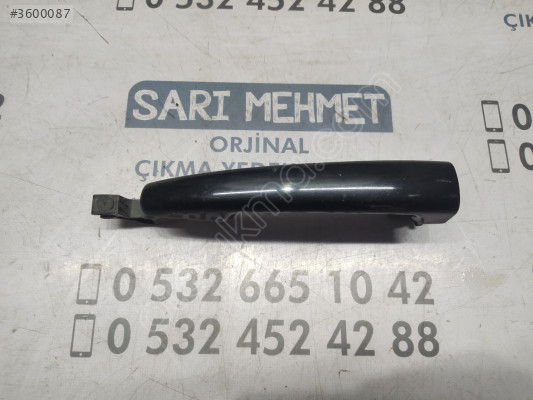 #3600087
0 532 452 42 88
SARI MEHMET
ORJİNAL
ÇIKMA YEDEK
0 532 665 10 42
0 532 452 42 88